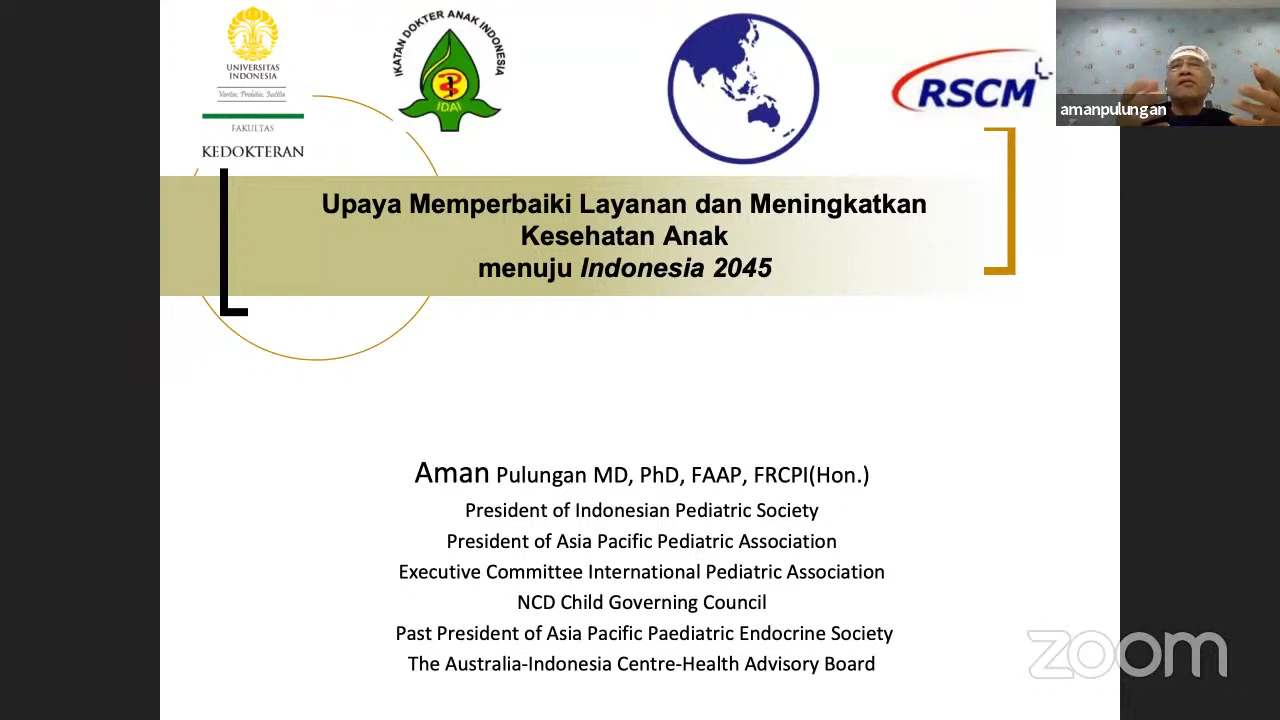 UNIVERSITAS
INDONESIA
Veritas, Probitas, Iustitia
FAKULTAS
KEDOKTERAN
IKATAN DOKTER ANAK INDONESIA
IDAI
RSCM
amanpulungan
Upaya Memperbaiki Layanan dan Meningkatkan
Kesehatan Anak
menuju Indonesia 2045
Aman Pulungan MD, PhD, FAAP, FRCPI(Hon.)
President of Indonesian Pediatric Society
President of Asia Pacific Pediatric Association
Executive Committee International Pediatric Association
NCD Child Governing Council
Past President of Asia Pacific Paediatric Endocrine Society
The Australia-Indonesia Centre-Health Advisory Board
zoom